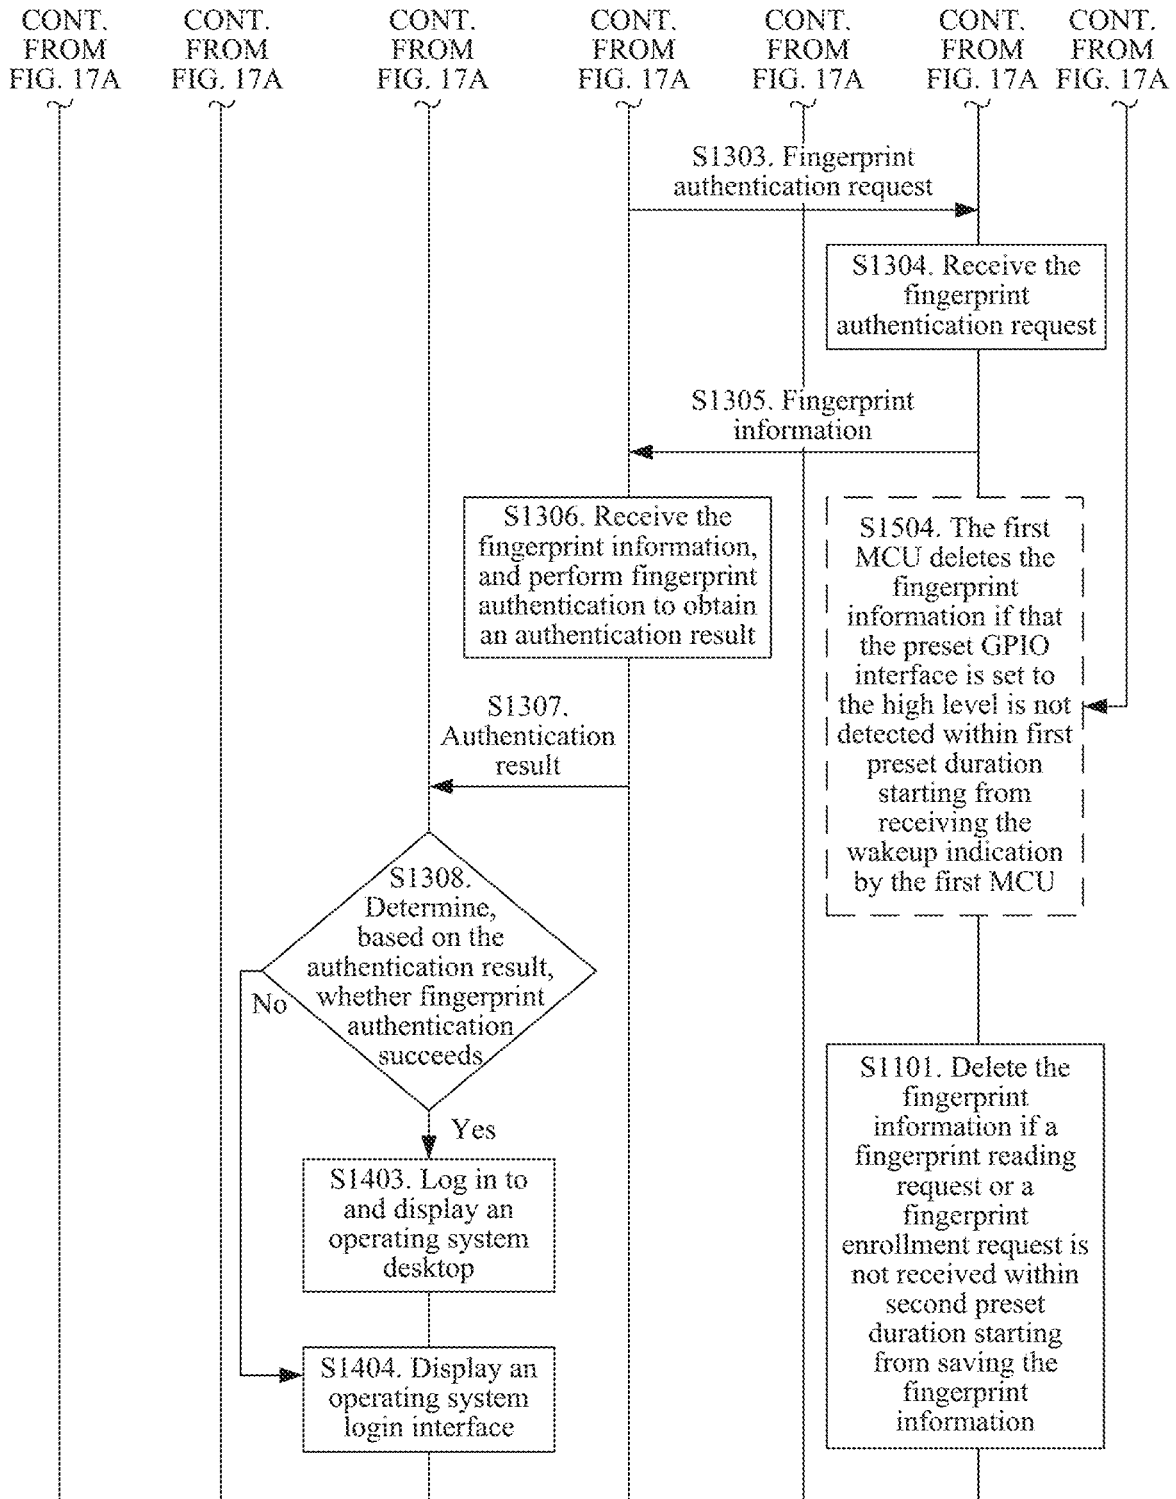 CONT.
FROM
FIG. 17A
CONT.
FROM
FIG. 17A
CONT.
FROM
FIG. 17A
CONT.
FROM
FIG. 17A
CONT.
FROM
FIG. 17A
CONT.
FROM
FIG. 17A
CONT.
FROM
FIG. 17A
S1303. Fingerprint
authentication request
S1304. Receive the
fingerprint
authentication request
S1305. Fingerprint
information
S1306. Receive the
fingerprint information,
and perform fingerprint
authentication to obtain
an authentication result
S1504. The first
MCU deletes the
fingerprint
information if that
the preset GPIO
interface is set to
the high level is not
detected within first
preset duration
starting from
receiving the
wakeup indication
by the first MCU
S1307.
Authentication
result
S1308.
Determine,
based on the
authentication result,
whether fingerprint
authentication
succeeds
No
Yes
S1403. Log in to
and display an
operating system
desktop
S1404. Display an
operating system
login interface
S1101. Delete the
fingerprint
information if a
fingerprint reading
request or a
fingerprint
enrollment request is
not received within
second preset
duration starting
from saving the
fingerprint
information